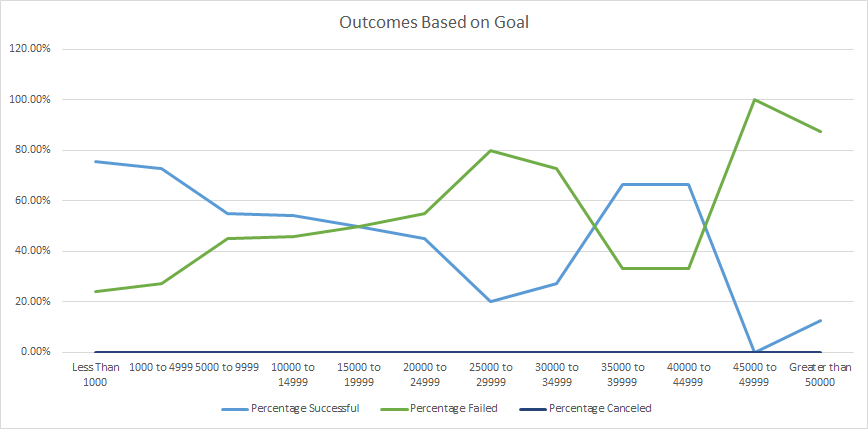 Outcomes Based on Goal
120.00%
100.00%
80.00%
60.00%
40.00%
20.00%
0.00%
Less Than 1000 to 4999 5000 to 9999 10000 to 15000 to 20000 to 25000 to 30000 to 35000 to 40000 to 45000 to Greater than
1000 14999 19999 24999 29999 34999 39999 44999 49999 50000
Percentage Successful Percentage Failed Percentage Canceled